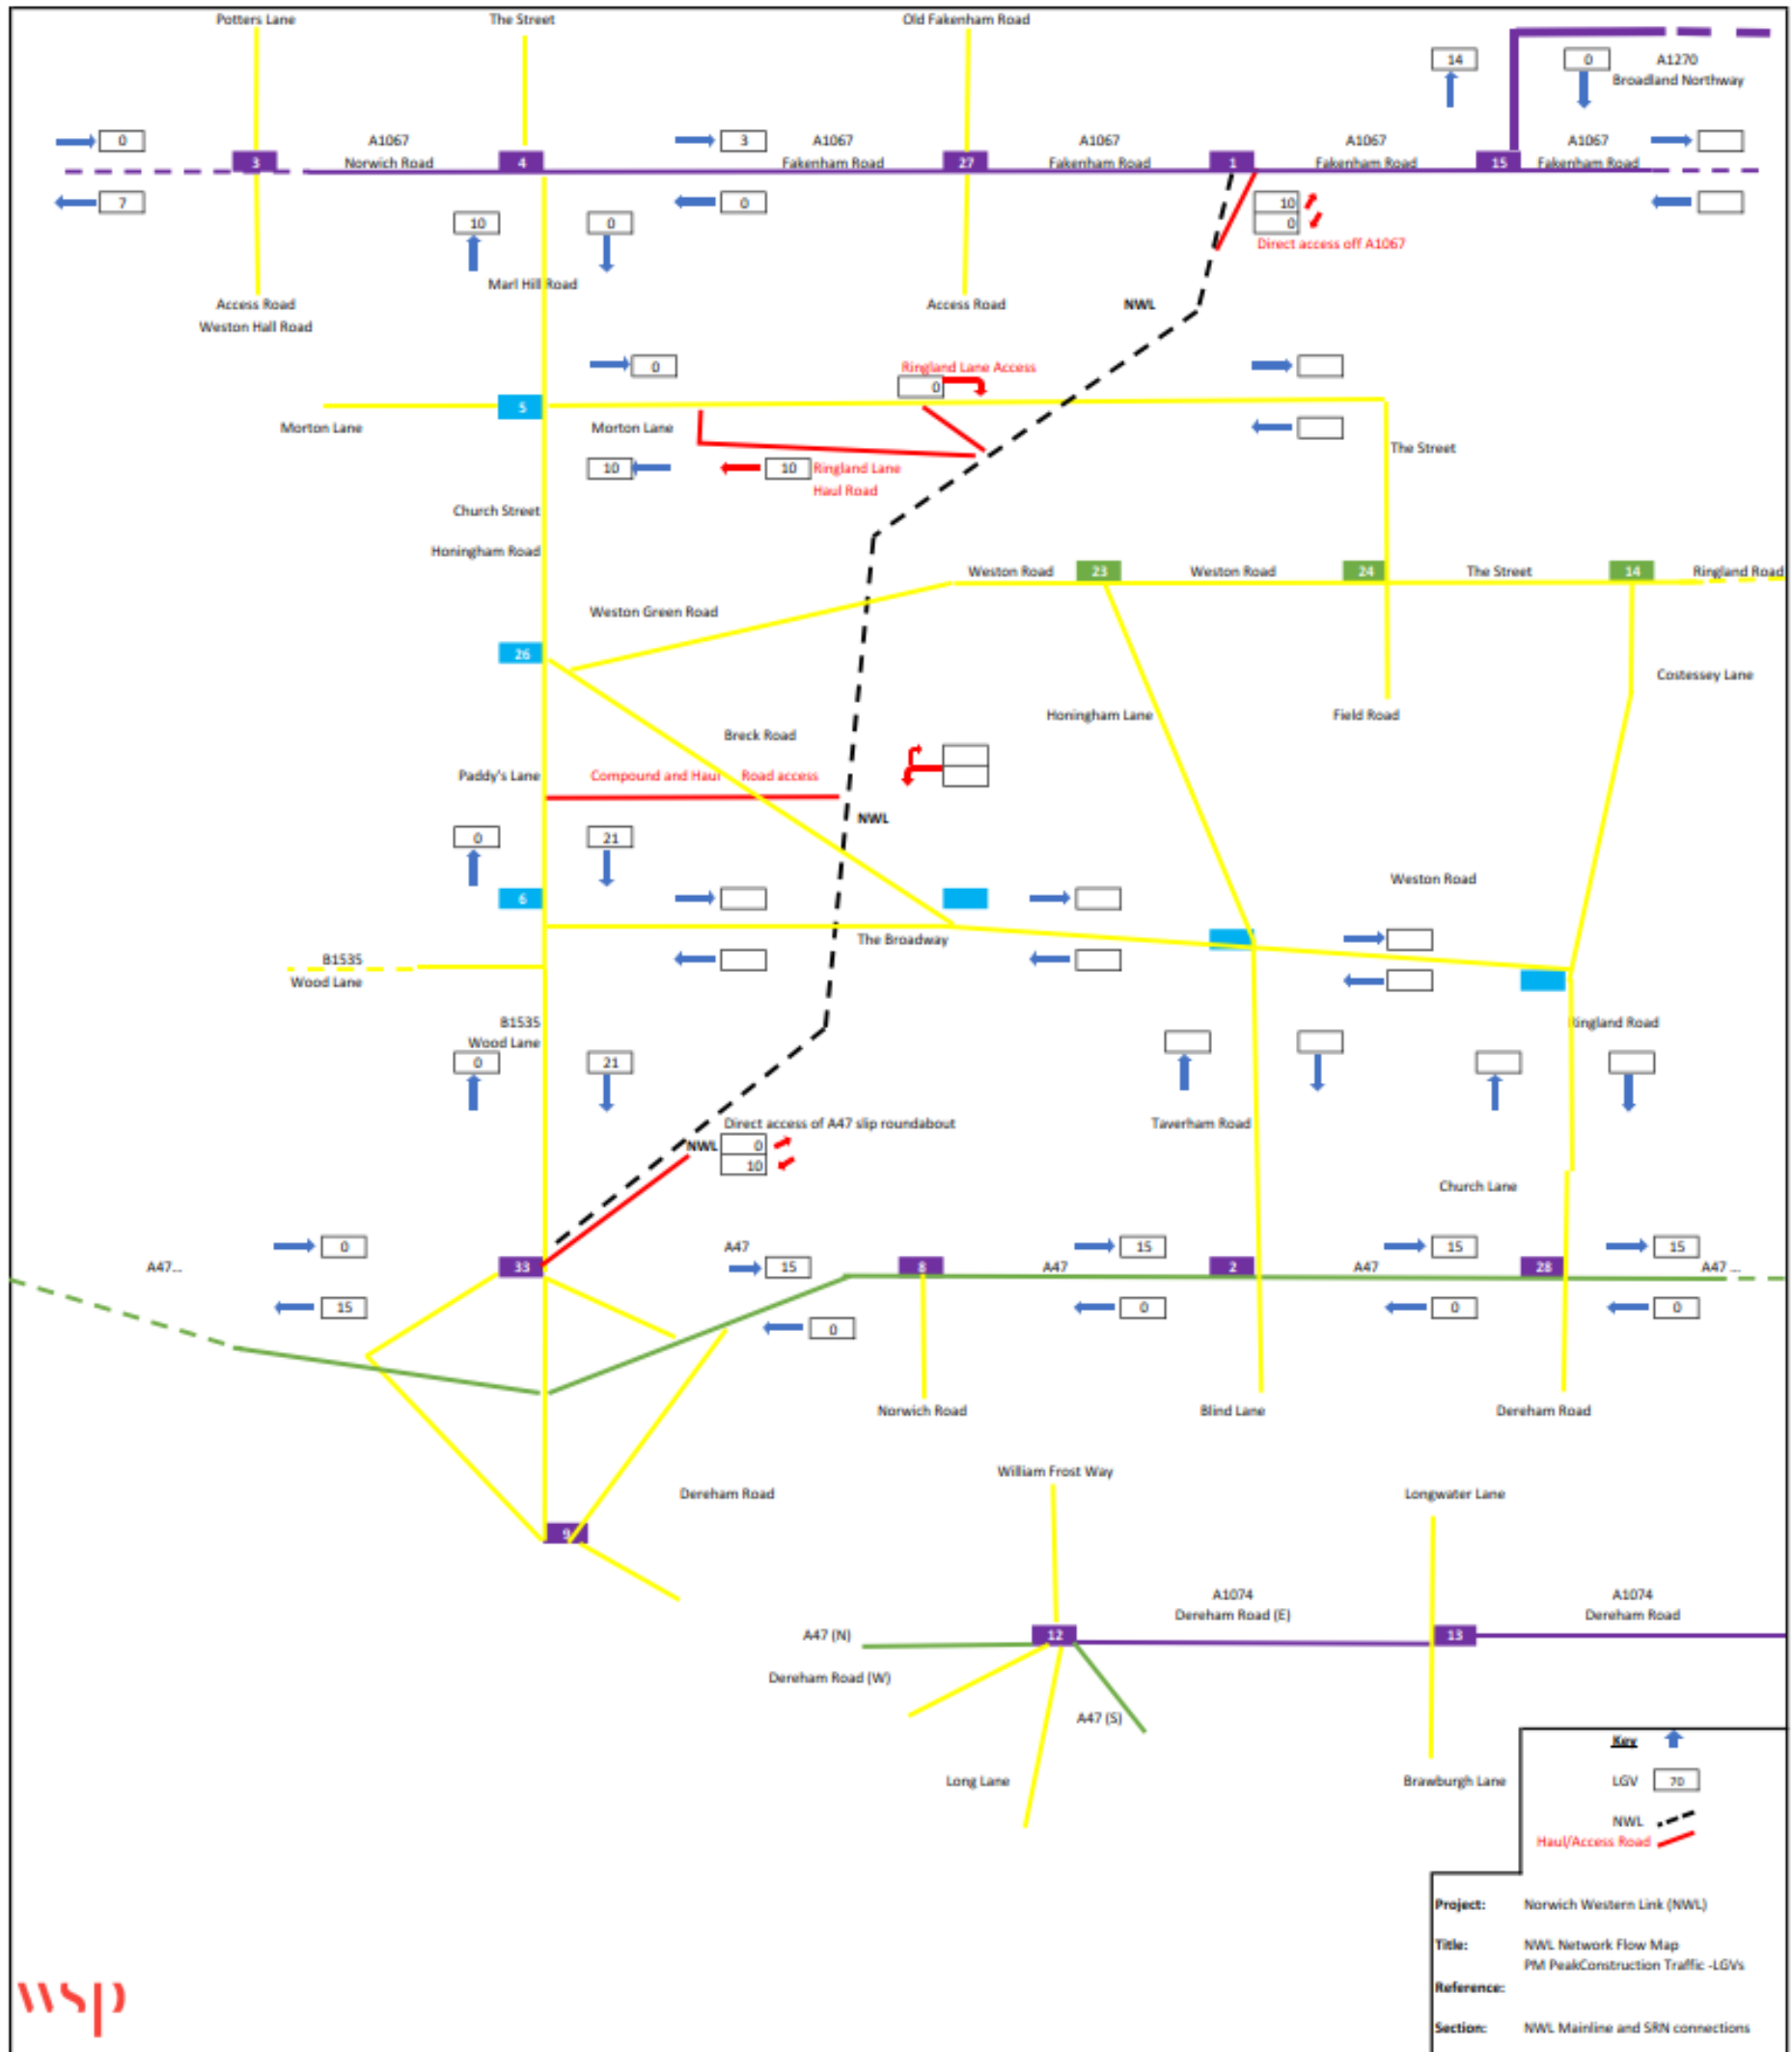 Potters Lane
The Street
Old Fakenham Road
14
0
A1270
Broadland Northway
0
A1067
3
A1067
A1067
A1067
A1067
3
Norwich Road
4
Fakenham Road
27
Fakenham Road
1
Fakenham Road
15
Fakenham Road
7
10
0
0
10
0
Direct access off A1067
Marl Hill Road
Access Road
Weston Hall Road
Access Road
NWL
0
Ringland Lane Access
0
5
Morton Lane
Morton Lane
The Street
10
10
Ringland Lane
Haul Road
Church Street
Honingham Road
Weston Road
23
Weston Road
24
The Street
14
Ringland Road
Weston Green Road
26
Costessey Lane
Honingham Lane
Field Road
Breck Road
Paddy's Lane
Compound and Haul Road access
NWL
0
21
Weston Road
6
The Broadway
B1535
Wood Lane
B1535
Wood Lane
Ringland Road
0
21
Direct access of A47 slip roundabout
Taverham Road
NWL
0
10
Church Lane
0
A47
15
15
15
A47...
33
15
8
A47
2
A47
28
A47 ...
15
0
0
0
0
Norwich Road
Blind Lane
Dereham Road
William Frost Way
Dereham Road
Longwater Lane
9
A1074
Dereham Road (E)
A1074
Dereham Road
A47 (N)
12
13
Dereham Road (W)
A47 (S)
Long Lane
Brawburgh Lane
Key
LGV 70
NWL
Haul/Access Road
Project: Norwich Western Link (NWL)
Title: NWL Network Flow Map
PM PeakConstruction Traffic -LGVs
Reference:
Section: NWL Mainline and SRN connections
wsp